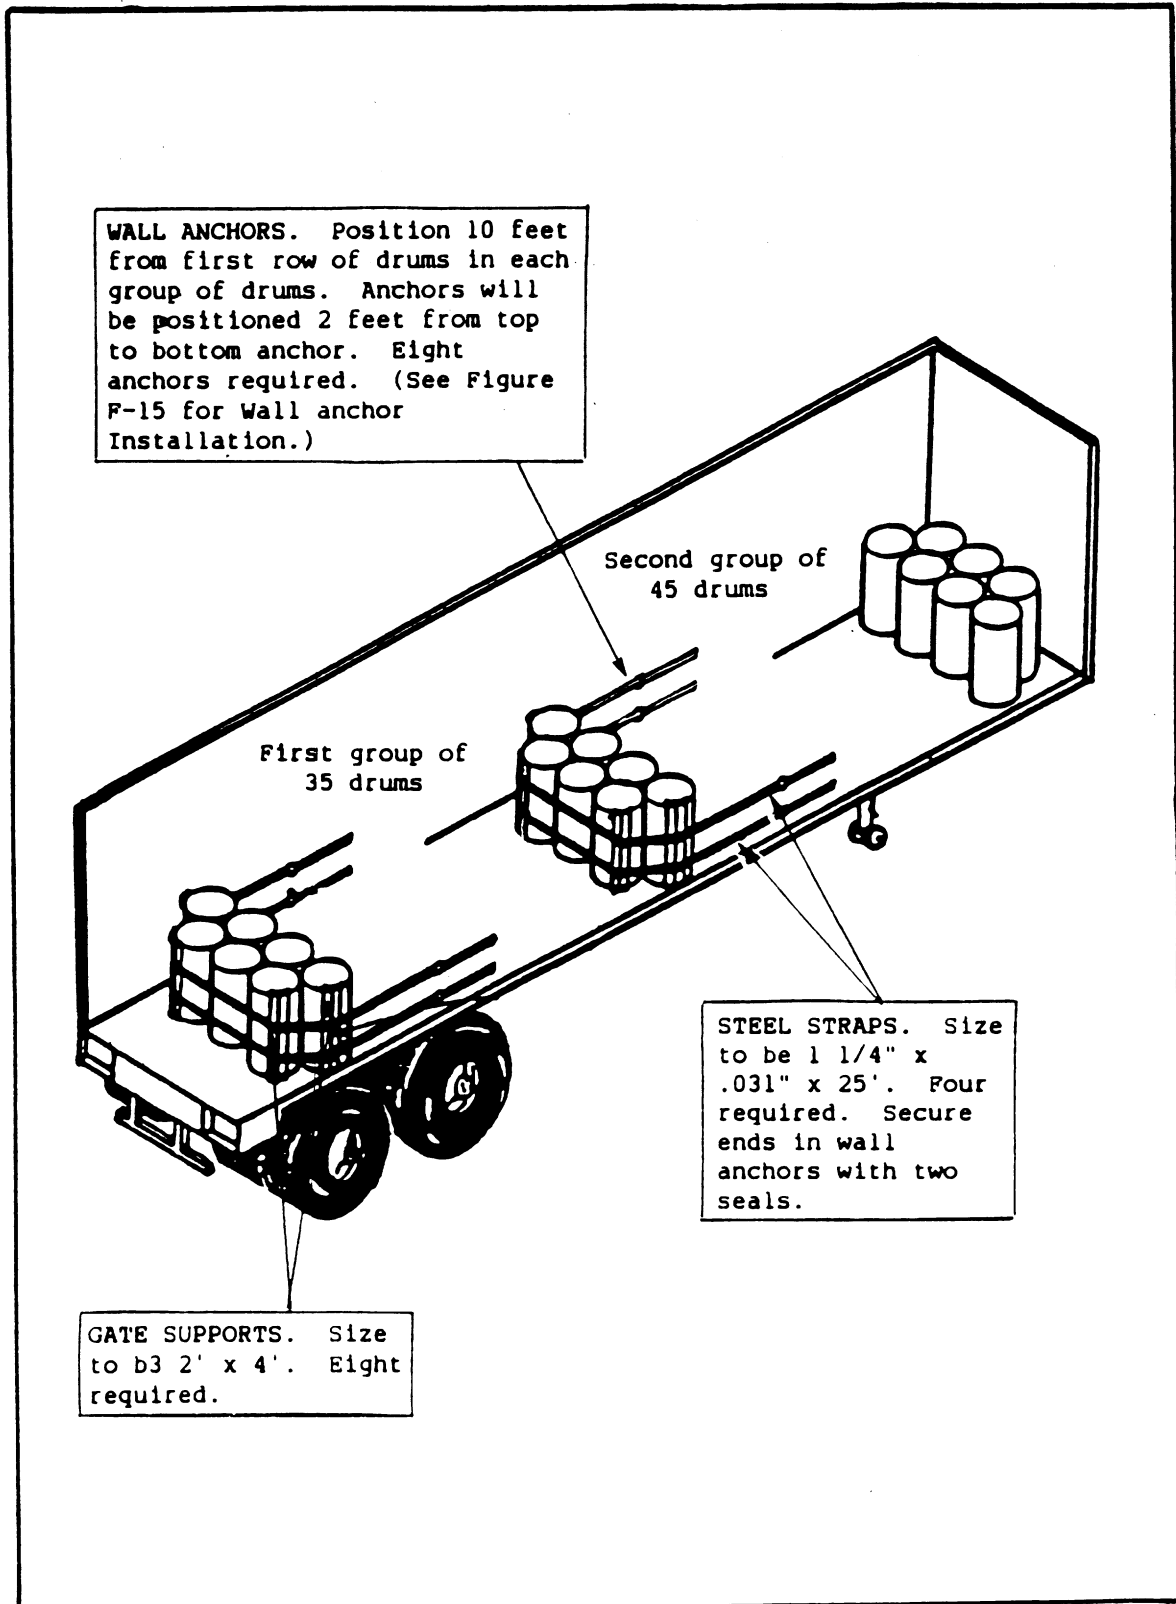 WALL ANCHORS. Position 10 feet
from first row of drums in each
group of drums. Anchors will
be positioned 2 feet from top
to bottom anchor. Eight
anchors required. (See Figure
F-15 for Wall anchor
Installation.)
Second group of
45 drums
First group of
35 drums
STEEL STRAPS. Size
to be 1 1/4" x
.031" x 25'. Four
required. Secure
ends in wall
anchors with two
seals.
GATE SUPPORTS. Size
to b3 2' x 4'. Eight
required.